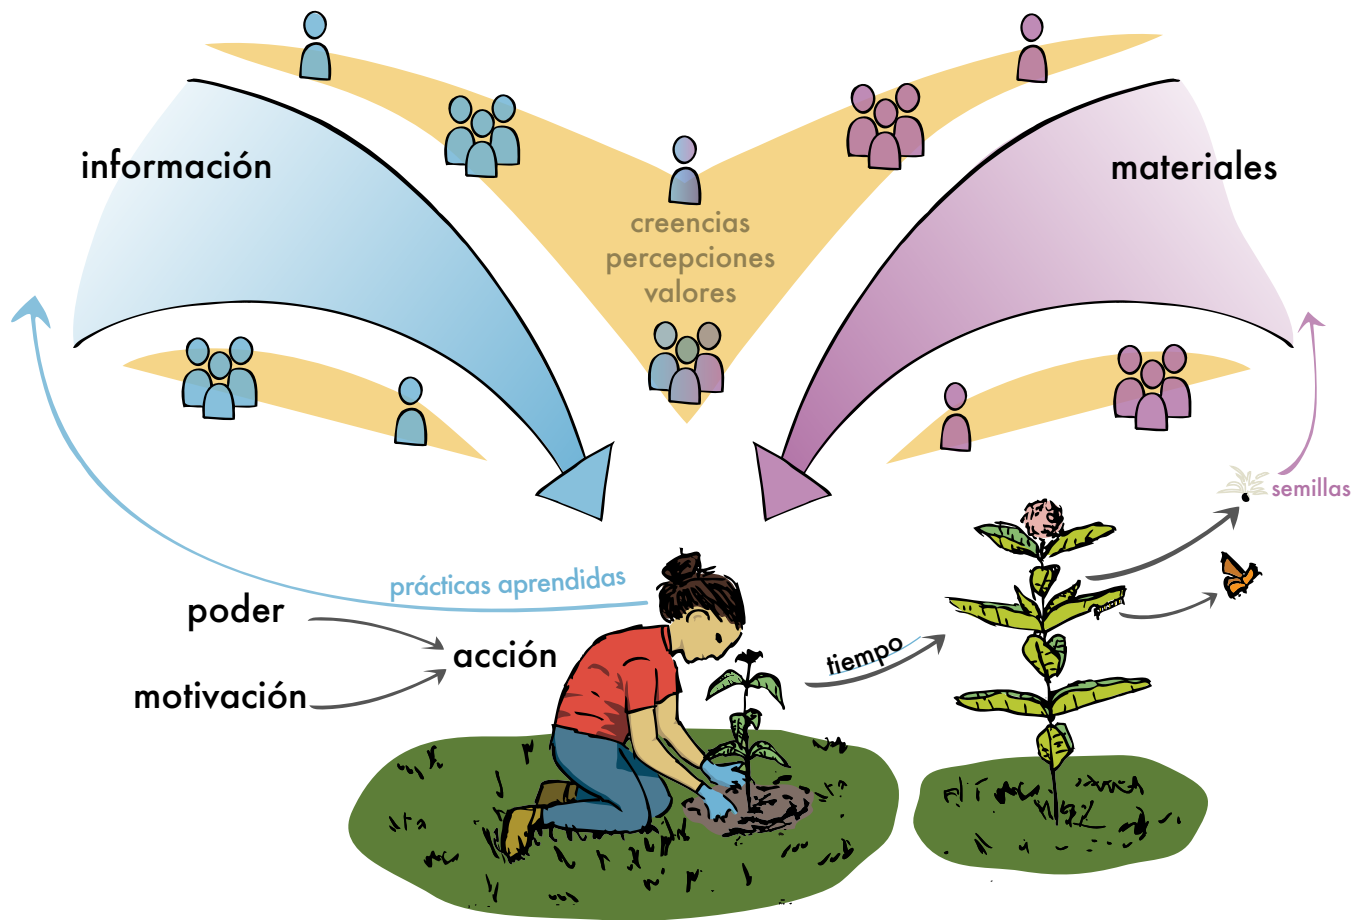 información
materiales
creencias
percepciones
valores
semillas
prácticas aprendidas
poder
acción
tiempo
motivación